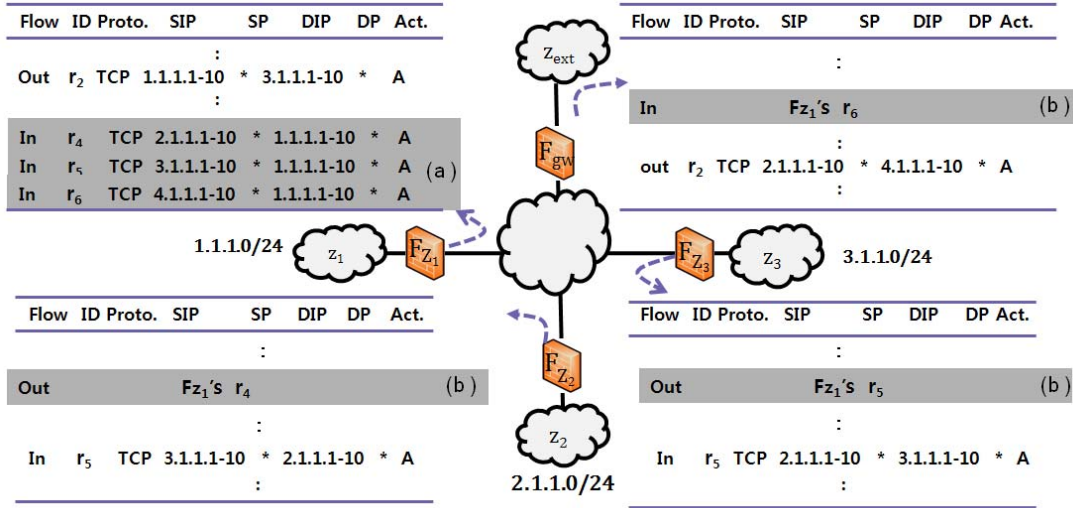 Flow ID Proto. SIP SP DIP DP Act.
:
Out r₂ TCP 1.1.1.1-10 * 3.1.1.1-10 * A
:
In r₄ TCP 2.1.1.1-10 * 1.1.1.1-10 * A
In r₅ TCP 3.1.1.1-10 * 1.1.1.1-10 * A
In r₆ TCP 4.1.1.1-10 * 1.1.1.1-10 * A
(a)
Flow ID Proto. SIP SP DIP DP Act.
:
In Fz₁'s r₆ (b)
out r₂ TCP 2.1.1.1-10 * 4.1.1.1-10 * A
:
z_ext
F_gw
1.1.1.0/24
z₁
F_Z₁
F_Z₃
z₃
3.1.1.0/24
F_Z₂
z₂
2.1.1.0/24
Flow ID Proto. SIP SP DIP DP Act.
:
Out Fz₁'s r₄ (b)
:
In r₅ TCP 3.1.1.1-10 * 2.1.1.1-10 * A
:
Flow ID Proto. SIP SP DIP DP Act.
:
Out Fz₁'s r₅ (b)
:
In r₅ TCP 2.1.1.1-10 * 3.1.1.1-10 * A
: